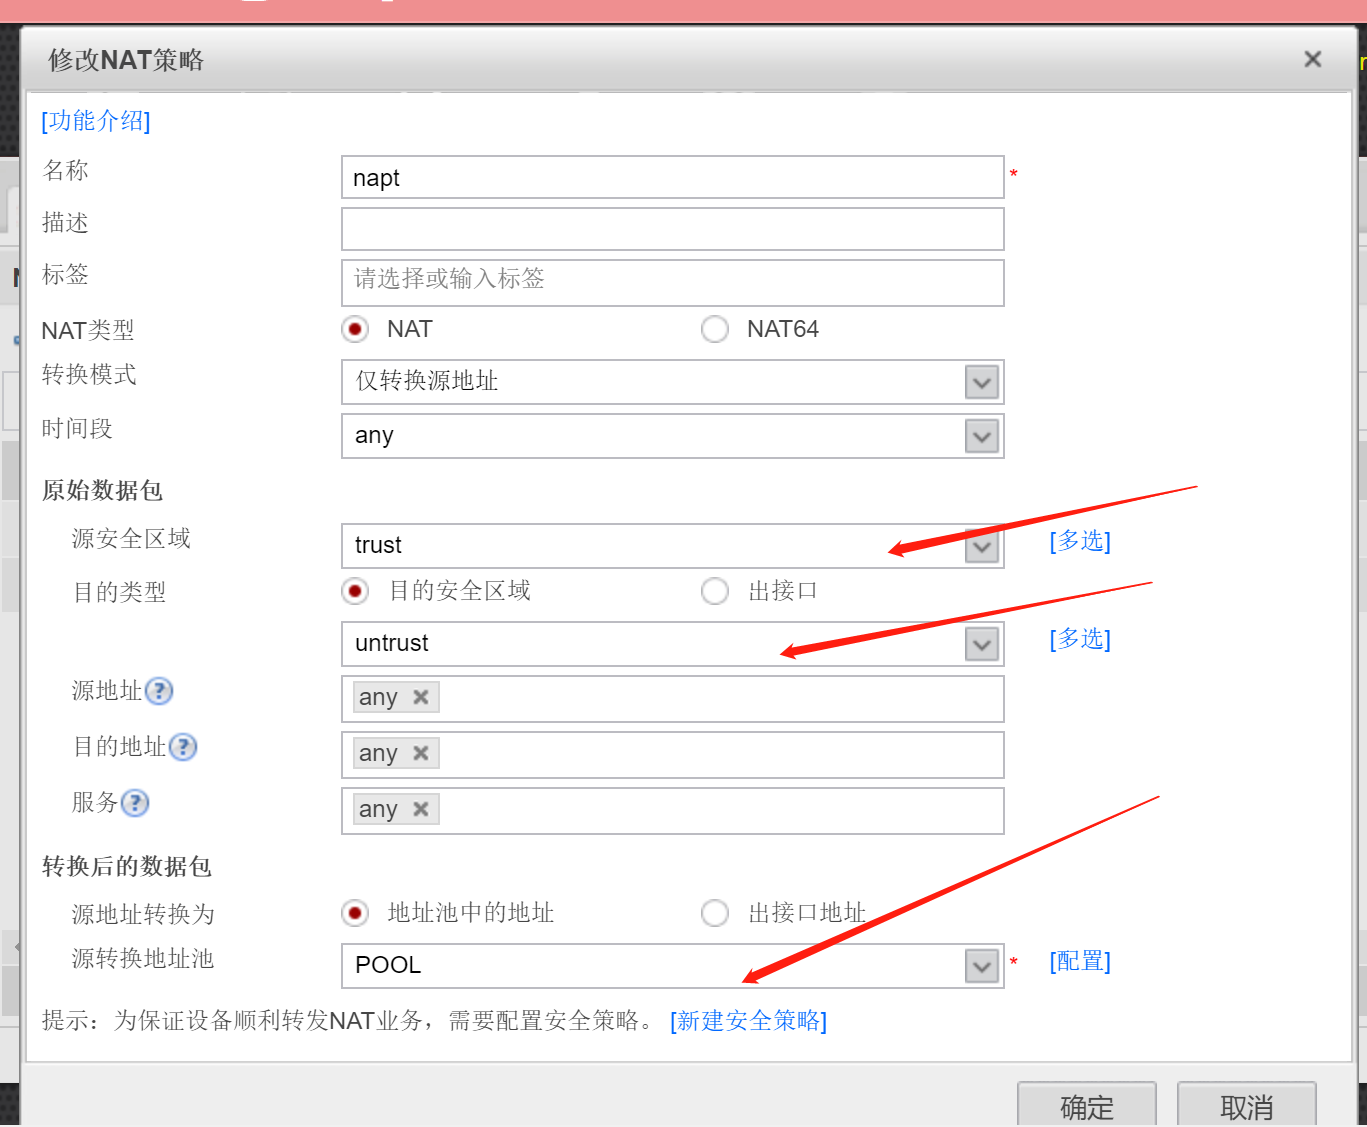 修改NAT策略
[功能介绍]
名称 napt *
描述
标签 请选择或输入标签
NAT类型 NAT NAT64
转换模式 仅转换源地址
时间段 any
原始数据包
源安全区域 trust [多选]
目的类型 目的安全区域 出接口
untrust [多选]
源地址 any
目的地址 any
服务 any
转换后的数据包
源地址转换为 地址池中的地址 出接口地址
源转换地址池 POOL * [配置]
提示：为保证设备顺利转发NAT业务，需要配置安全策略。 [新建安全策略]
确定 取消